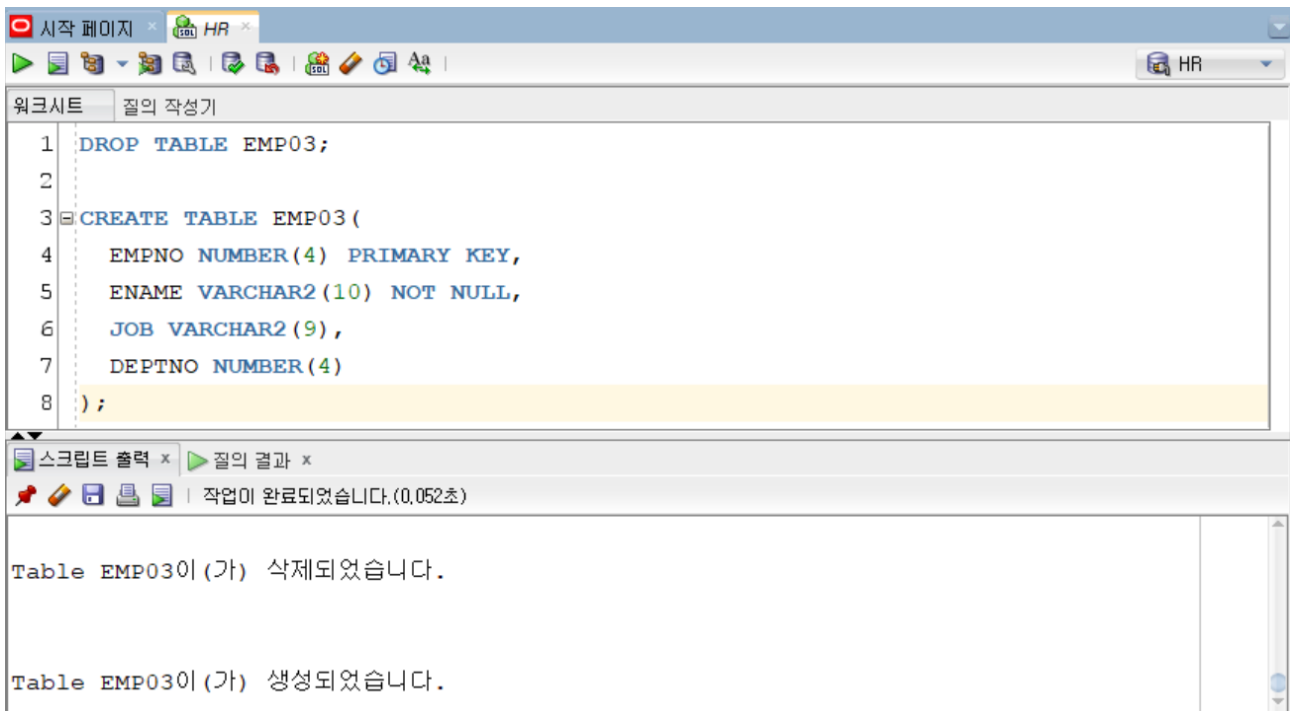 시작 페이지 × HR ×
HR
워크시트 질의 작성기
1 DROP TABLE EMP03;
2
3 CREATE TABLE EMP03(
4 EMPNO NUMBER(4) PRIMARY KEY,
5 ENAME VARCHAR2(10) NOT NULL,
6 JOB VARCHAR2(9),
7 DEPTNO NUMBER(4)
8 );
스크립트 출력 × 질의 결과 ×
작업이 완료되었습니다.(0.052초)
Table EMP03이(가) 삭제되었습니다.
Table EMP03이(가) 생성되었습니다.